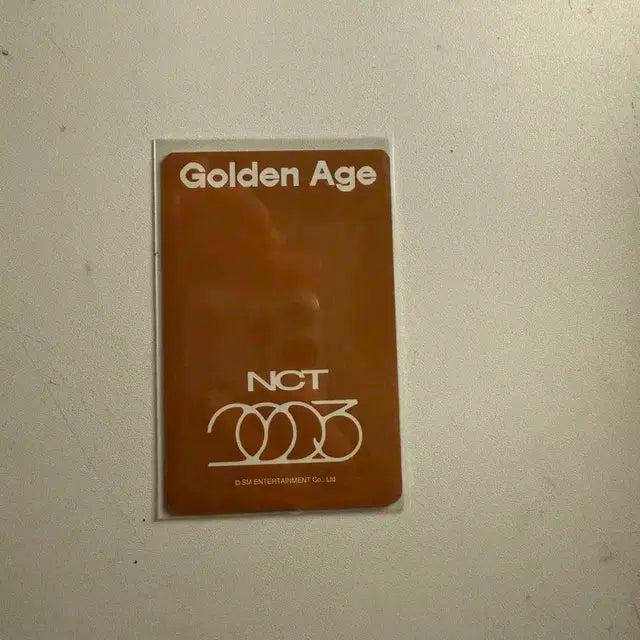 Golden Age
NCT
2023
© SM ENTERTAINMENT Co., Ltd